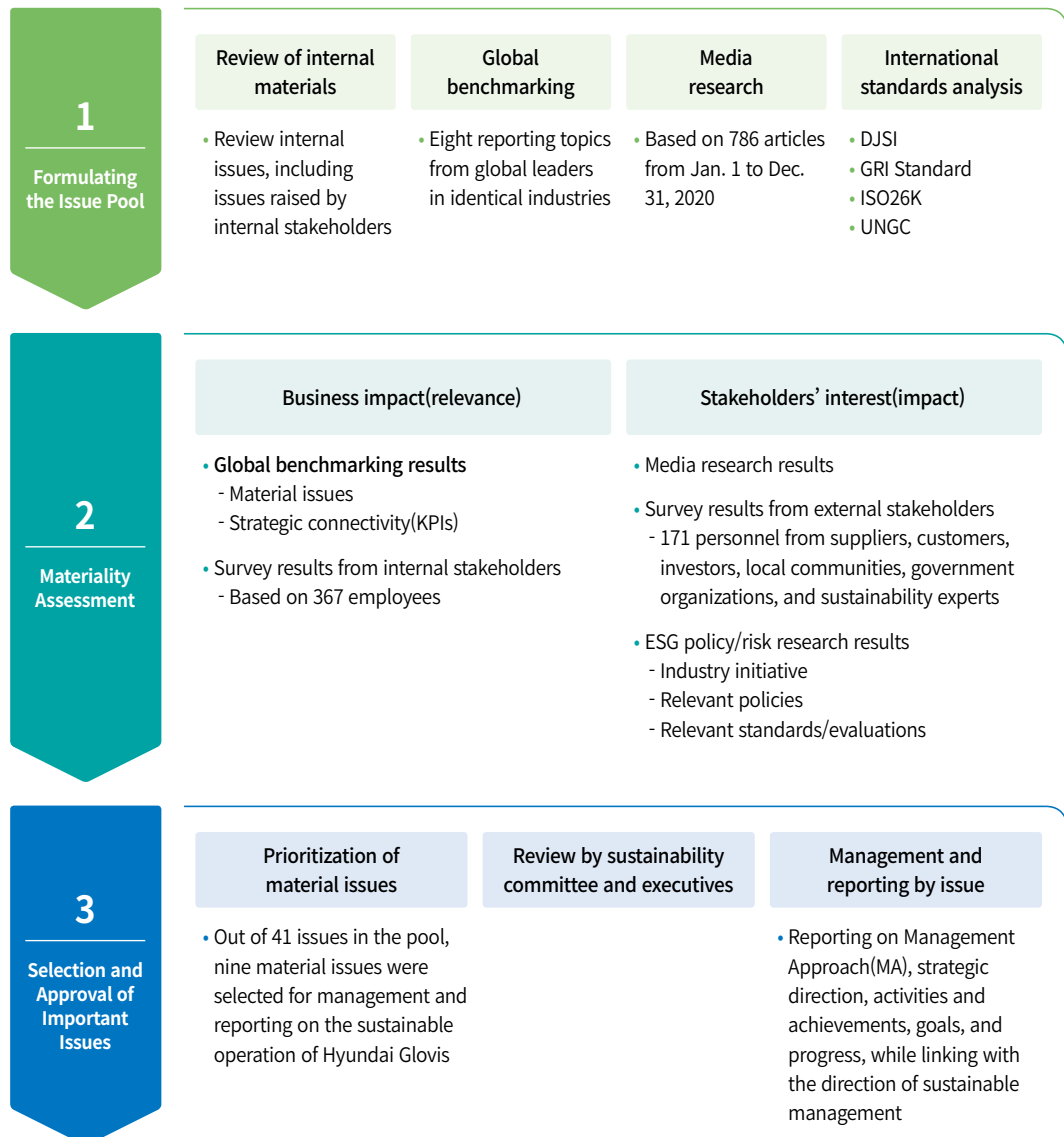 1
Formulating
the Issue Pool
Review of internal
materials
• Review internal
issues, including
issues raised by
internal stakeholders
Global
benchmarking
• Eight reporting topics
from global leaders
in identical industries
Media
research
• Based on 786 articles
from Jan. 1 to Dec.
31, 2020
International
standards analysis
• DJSI
• GRI Standard
• ISO26K
• UNGC
2
Materiality
Assessment
Business impact(relevance)
• Global benchmarking results
- Material issues
- Strategic connectivity(KPIs)
• Survey results from internal stakeholders
- Based on 367 employees
Stakeholders’ interest(impact)
• Media research results
• Survey results from external stakeholders
- 171 personnel from suppliers, customers,
investors, local communities, government
organizations, and sustainability experts
• ESG policy/risk research results
- Industry initiative
- Relevant policies
- Relevant standards/evaluations
3
Selection and
Approval of
Important
Issues
Prioritization of
material issues
• Out of 41 issues in the pool,
nine material issues were
selected for management and
reporting on the sustainable
operation of Hyundai Glovis
Review by sustainability
committee and executives
Management and
reporting by issue
• Reporting on Management
Approach(MA), strategic
direction, activities and
achievements, goals, and
progress, while linking with
the direction of sustainable
management